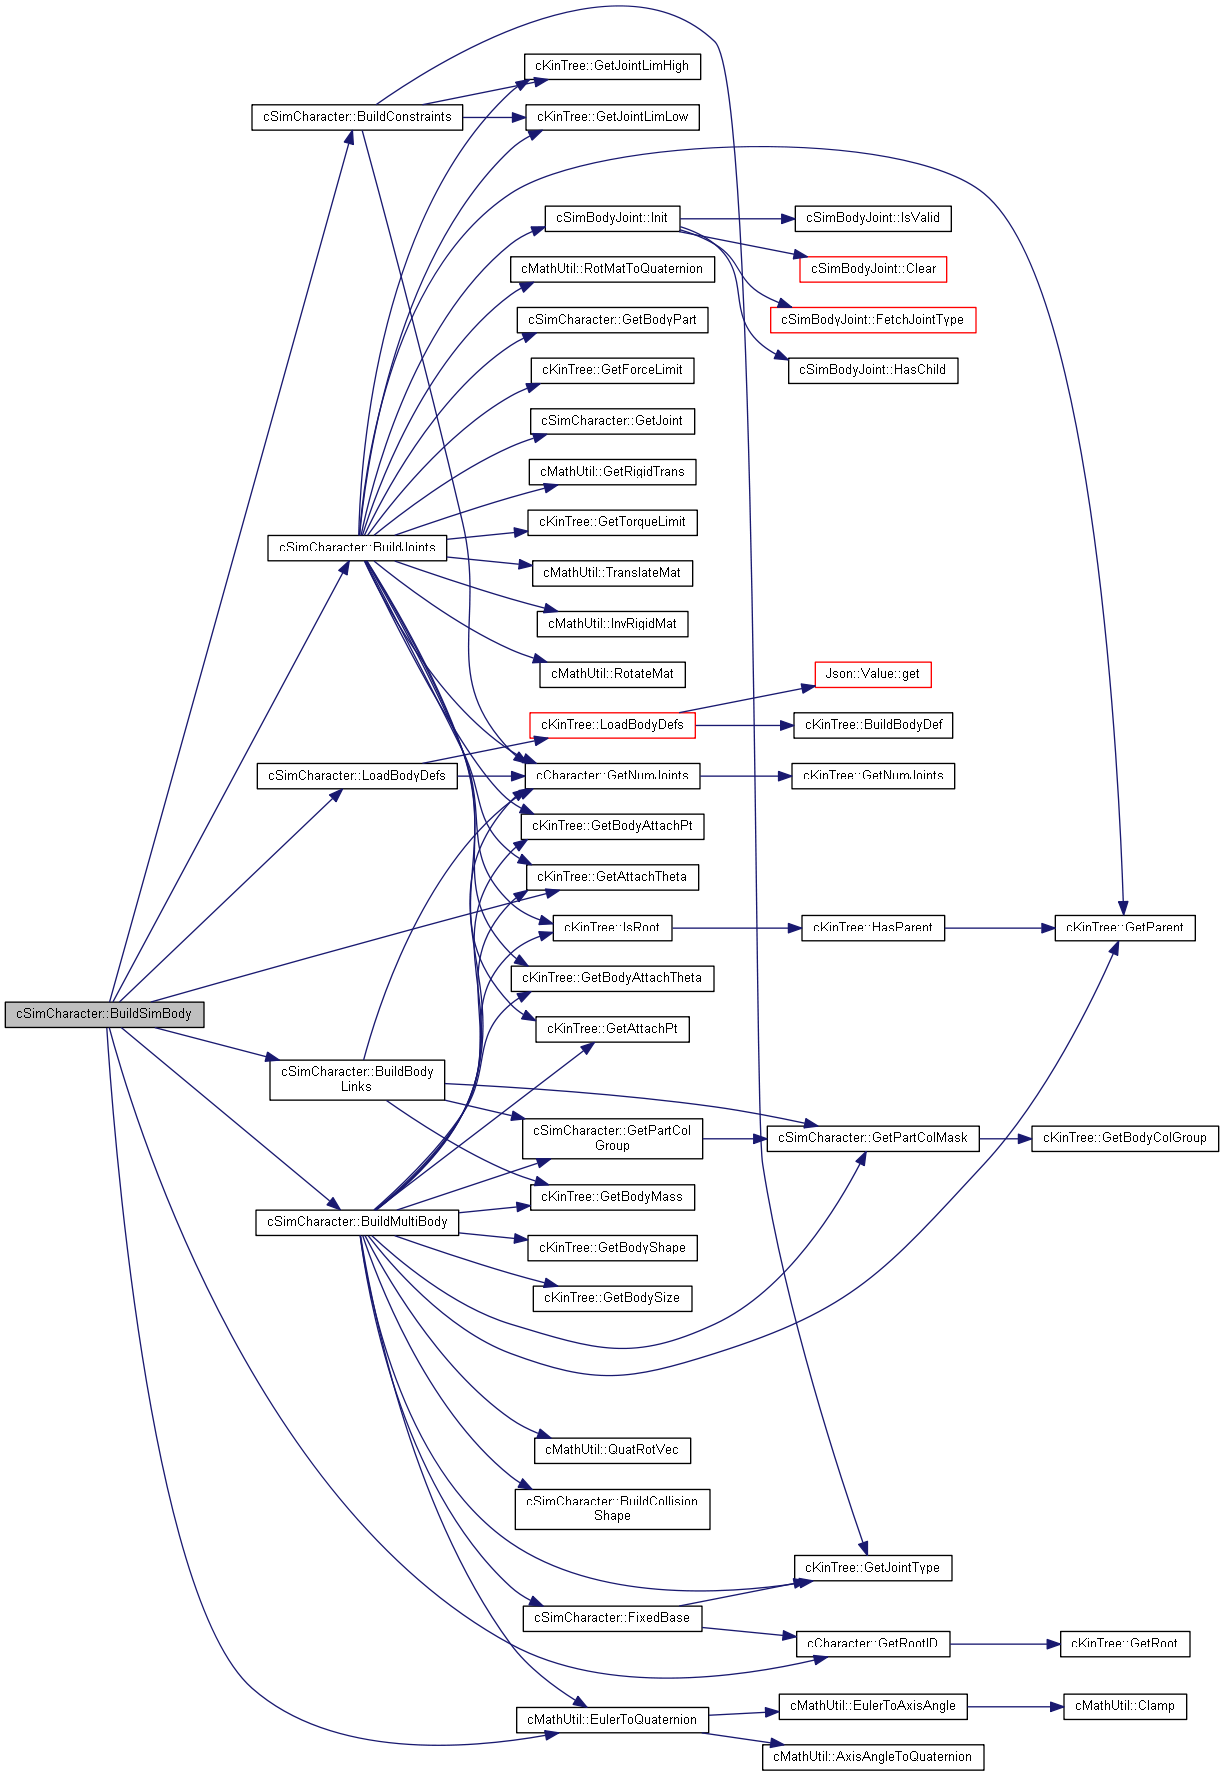 cKinTree::GetJointLimHigh
cSimCharacter::BuildConstraints
cKinTree::GetJointLimLow
cSimBodyJoint::Init
cSimBodyJoint::IsValid
cMathUtil::RotMatToQuaternion
cSimBodyJoint::Clear
cSimCharacter::GetBodyPart
cSimBodyJoint::FetchJointType
cKinTree::GetForceLimit
cSimBodyJoint::HasChild
cSimCharacter::GetJoint
cMathUtil::GetRigidTrans
cKinTree::GetTorqueLimit
cSimCharacter::BuildJoints
cMathUtil::TranslateMat
cMathUtil::InvRigidMat
cMathUtil::RotateMat
Json::Value::get
cKinTree::LoadBodyDefs
cKinTree::BuildBodyDef
cSimCharacter::LoadBodyDefs
cCharacter::GetNumJoints
cKinTree::GetNumJoints
cKinTree::GetBodyAttachPt
cKinTree::GetAttachTheta
cKinTree::IsRoot
cKinTree::HasParent
cKinTree::GetParent
cKinTree::GetBodyAttachTheta
cSimCharacter::BuildSimBody
cKinTree::GetAttachPt
cSimCharacter::BuildBody
Links
cSimCharacter::GetPartCol
Group
cSimCharacter::GetPartColMask
cKinTree::GetBodyColGroup
cKinTree::GetBodyMass
cSimCharacter::BuildMultiBody
cKinTree::GetBodyShape
cKinTree::GetBodySize
cMathUtil::QuatRotVec
cSimCharacter::BuildCollision
Shape
cKinTree::GetJointType
cSimCharacter::FixedBase
cCharacter::GetRootID
cKinTree::GetRoot
cMathUtil::EulerToQuaternion
cMathUtil::EulerToAxisAngle
cMathUtil::Clamp
cMathUtil::AxisAngleToQuaternion